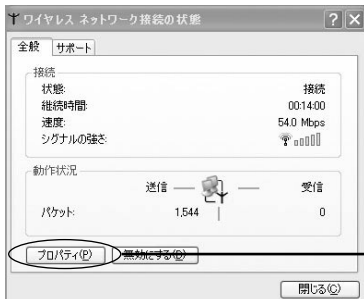 ワイヤレス ネットワーク接続の状態
全般 サポート
接続
状態: 接続
継続時間: 00:14:00
速度: 54.0 Mbps
シグナルの強さ:
動作状況
送信 — — 受信
パケット: 1,544 | 0
プロパティ(P) 無効にする(D)
閉じる(C)